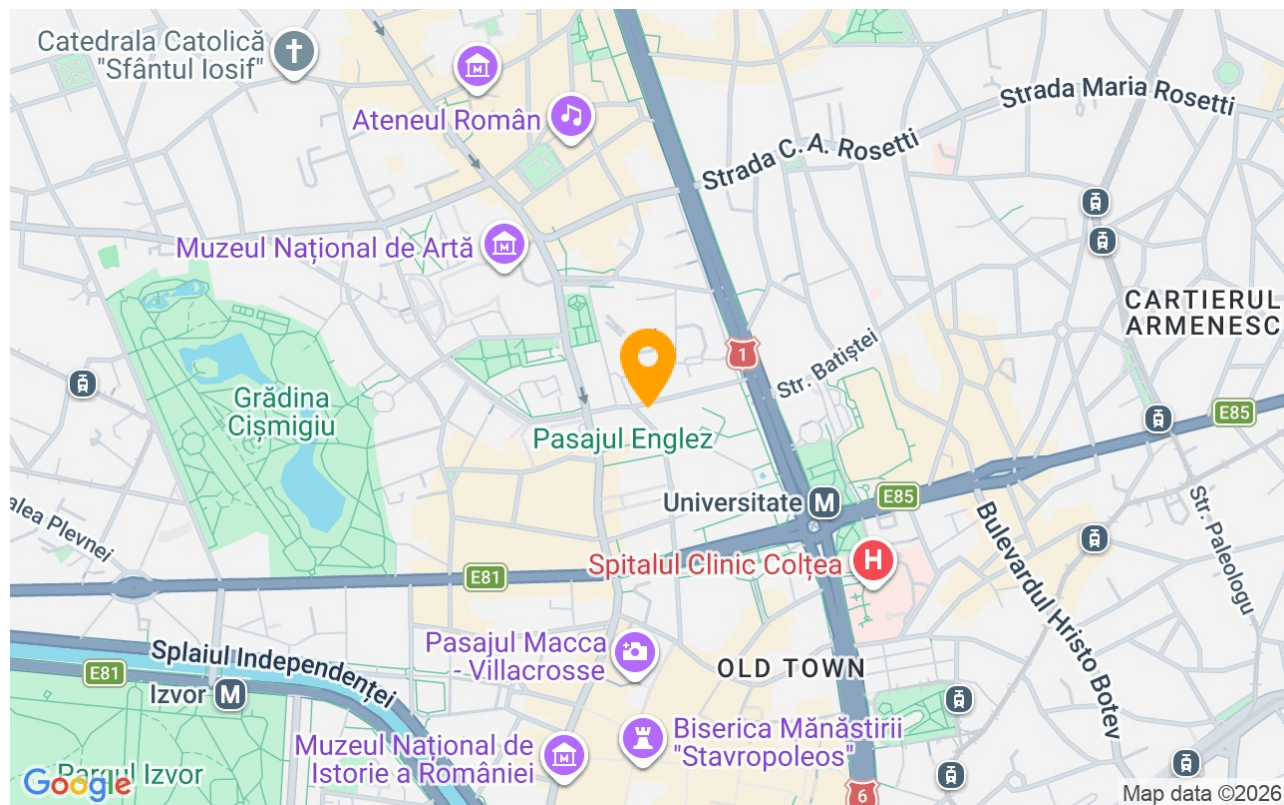 Catedrala Catolică
"Sfântul Iosif"
Ateneul Român
Strada Maria Rosetti
Strada C. A. Rosetti
Muzeul Național de Artă
CARTIERUL
ARMENESC
1
Str. Batiștei
Grădina
Cișmigiu
E85
Pasajul Englez
Universitate M
E85
alea Plevnei
Str. Paleologu
Bulevardul Hristo Botev
Spitalul Clinic Colțea H
E81
Pasajul Macca
- Villacrosse
OLD TOWN
Splaiul Independenței
E81
Izvor M
Biserica Mănăstirii
"Stavropoleos"
Muzeul Național de
Istorie a României
Parcul Izvor
Google
6
Map data ©2026